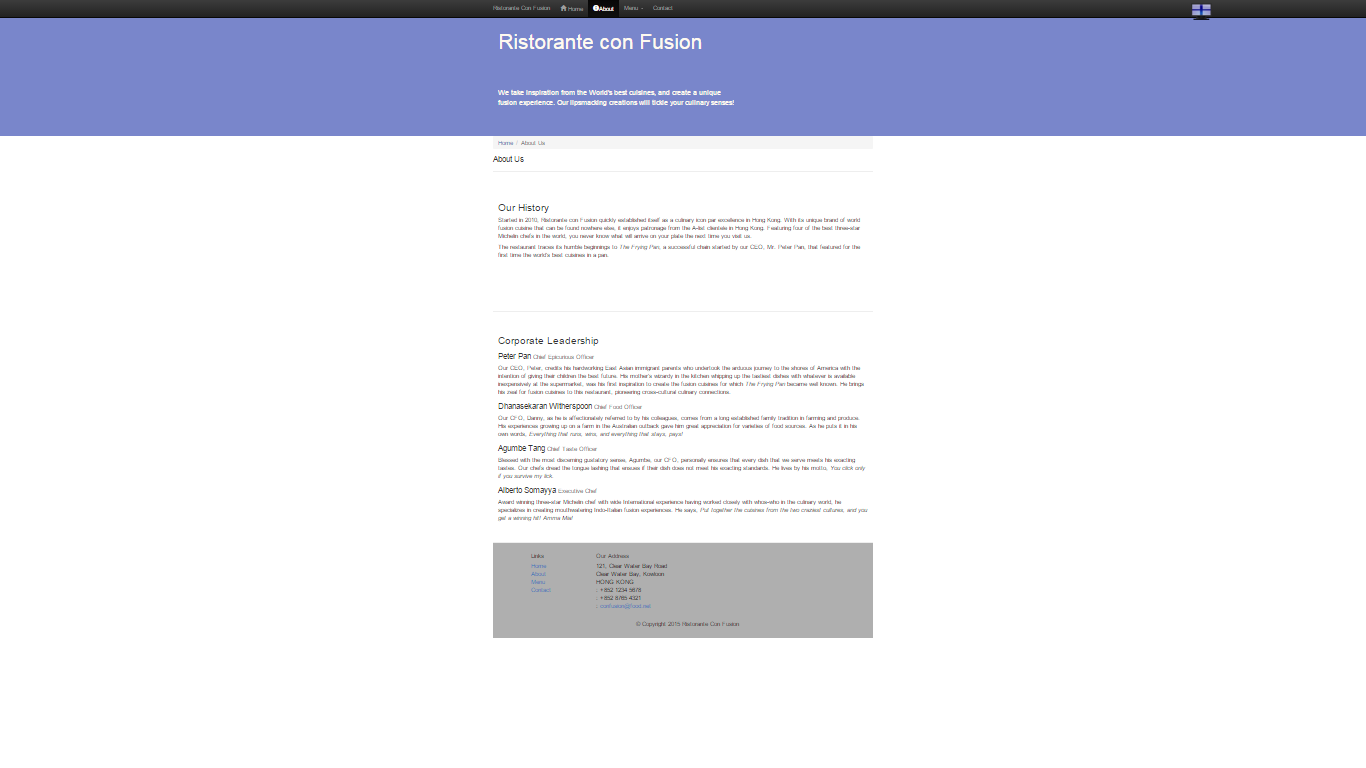 Ristorante Con Fusion Home About Menu Contact
Ristorante con Fusion
We take inspiration from the World's best cuisines, and create a unique
fusion experience. Our lipsmacking creations will tickle your culinary senses!
Home / About Us
About Us
Our History
Started in 2010, Ristorante con Fusion quickly established itself as a culinary icon par excellence in Hong Kong. With its unique brand of world
fusion cuisine that can be found nowhere else, it enjoys patronage from the A-list clientele in Hong Kong. Featuring four of the best three-star
Michelin chefs in the world, you never know what will arrive on your plate the next time you visit us.
The restaurant traces its humble beginnings to The Frying Pan, a successful chain started by our CEO, Mr. Peter Pan, that featured for the
first time the world's best cuisines in a pan.
Corporate Leadership
Peter Pan Chief Epicurious Officer
Our CEO, Peter, credits his hardworking East Asian immigrant parents who undertook the arduous journey to the shores of America with the
intention of giving their children the best future. His mother's wizardy in the kitchen whipping up the tastiest dishes with whatever is available
inexpensively at the supermarket, was his first inspiration to create the fusion cuisines for which The Frying Pan became well known. He brings
his zeal for fusion cuisines to this restaurant, pioneering cross-cultural culinary connections.
Dhanasekaran Witherspoon Chief Food Officer
Our CFO, Danny, as he is affectionately referred to by his colleagues, comes from a long established family tradition in farming and produce.
His experiences growing up on a farm in the Australian outback gave him great appreciation for varieties of food sources. As he puts it in his
own words, Everything that runs, wins, and everything that stays, pays!
Agumbe Tang Chief Taste Officer
Blessed with the most discerning gustatory sense, Agumbe, our CTO, personally ensures that every dish that we serve meets his exacting
tastes. Our chefs dread the tongue lashing that ensues if their dish does not meet his exacting standards. He lives by his motto, You click only
if you survive my lick.
Alberto Somayya Executive Chef
Award winning three-star Michelin chef with wide International experience having worked closely with whos-who in the culinary world, he
specializes in creating mouthwatering Indo-Italian fusion experiences. He says, Put together the cuisines from the two craziest cultures, and you
get a winning hit! Amma Mia!
Links
Home
About
Menu
Contact
Our Address
121, Clear Water Bay Road
Clear Water Bay, Kowloon
HONG KONG
: +852 1234 5678
: +852 8765 4321
: confusion@food.net
© Copyright 2015 Ristorante Con Fusion